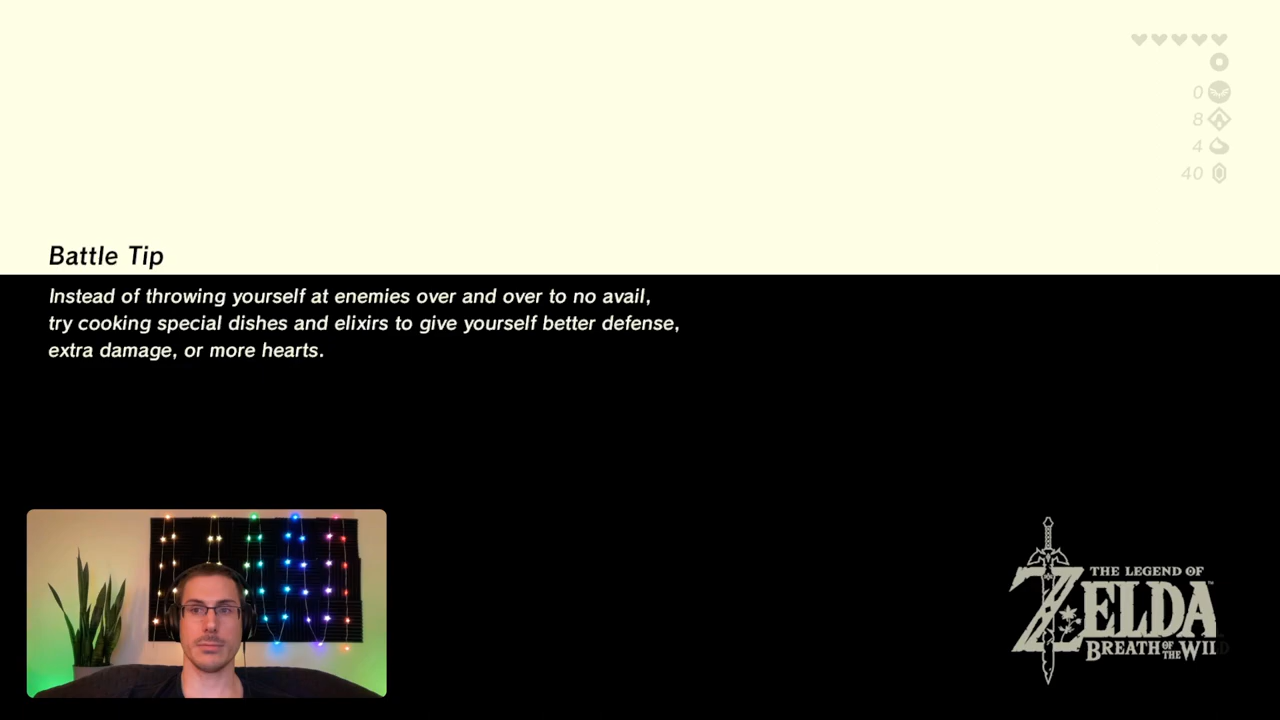 0
8
4
40
Battle Tip
Instead of throwing yourself at enemies over and over to no avail,
try cooking special dishes and elixirs to give yourself better defense,
extra damage, or more hearts.
THE LEGEND OF
ZELDA
BREATH OF THE WILD